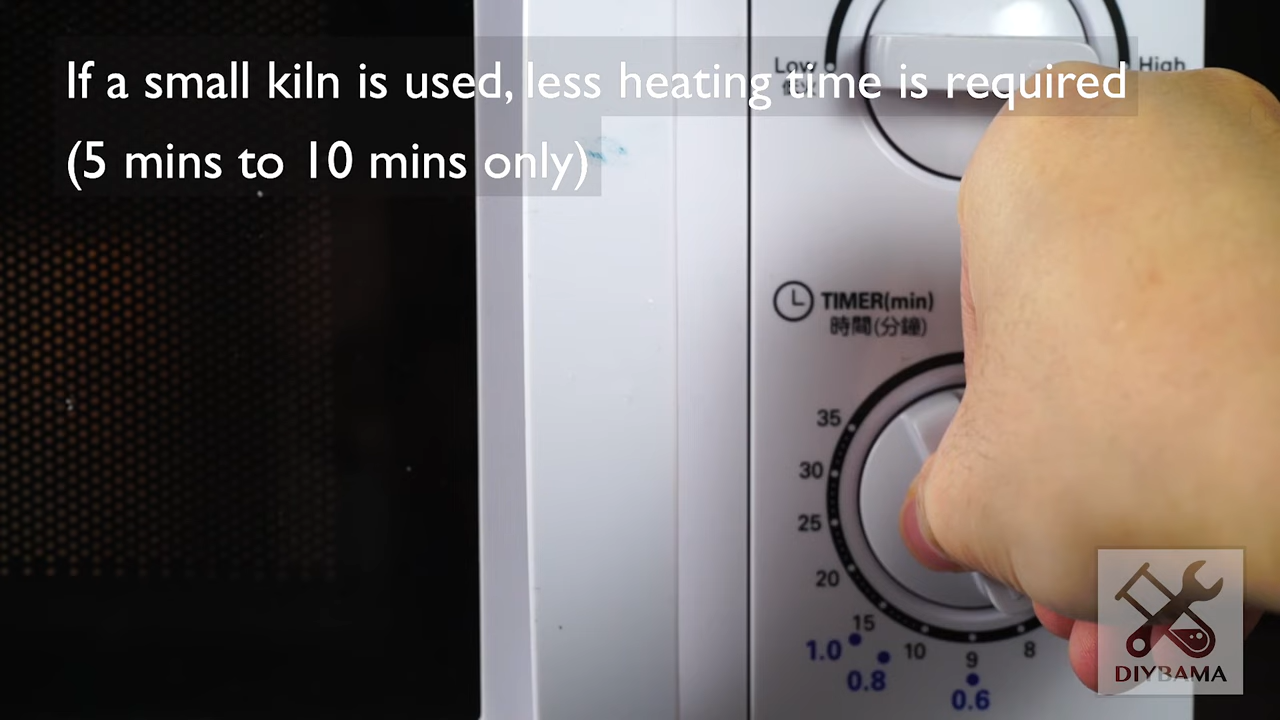 If a small kiln is used, less heating time is required
(5 mins to 10 mins only)
Low
High
TIMER(min)
時間(分鐘)
35
30
25
20
15
10
9
8
1.0
0.8
0.6
DIYBAMA